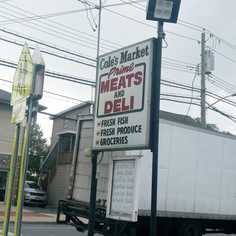 Cole's Market
Prime
MEATS
AND
DELI
* FRESH FISH
* FRESH PRODUCE
* GROCERIES